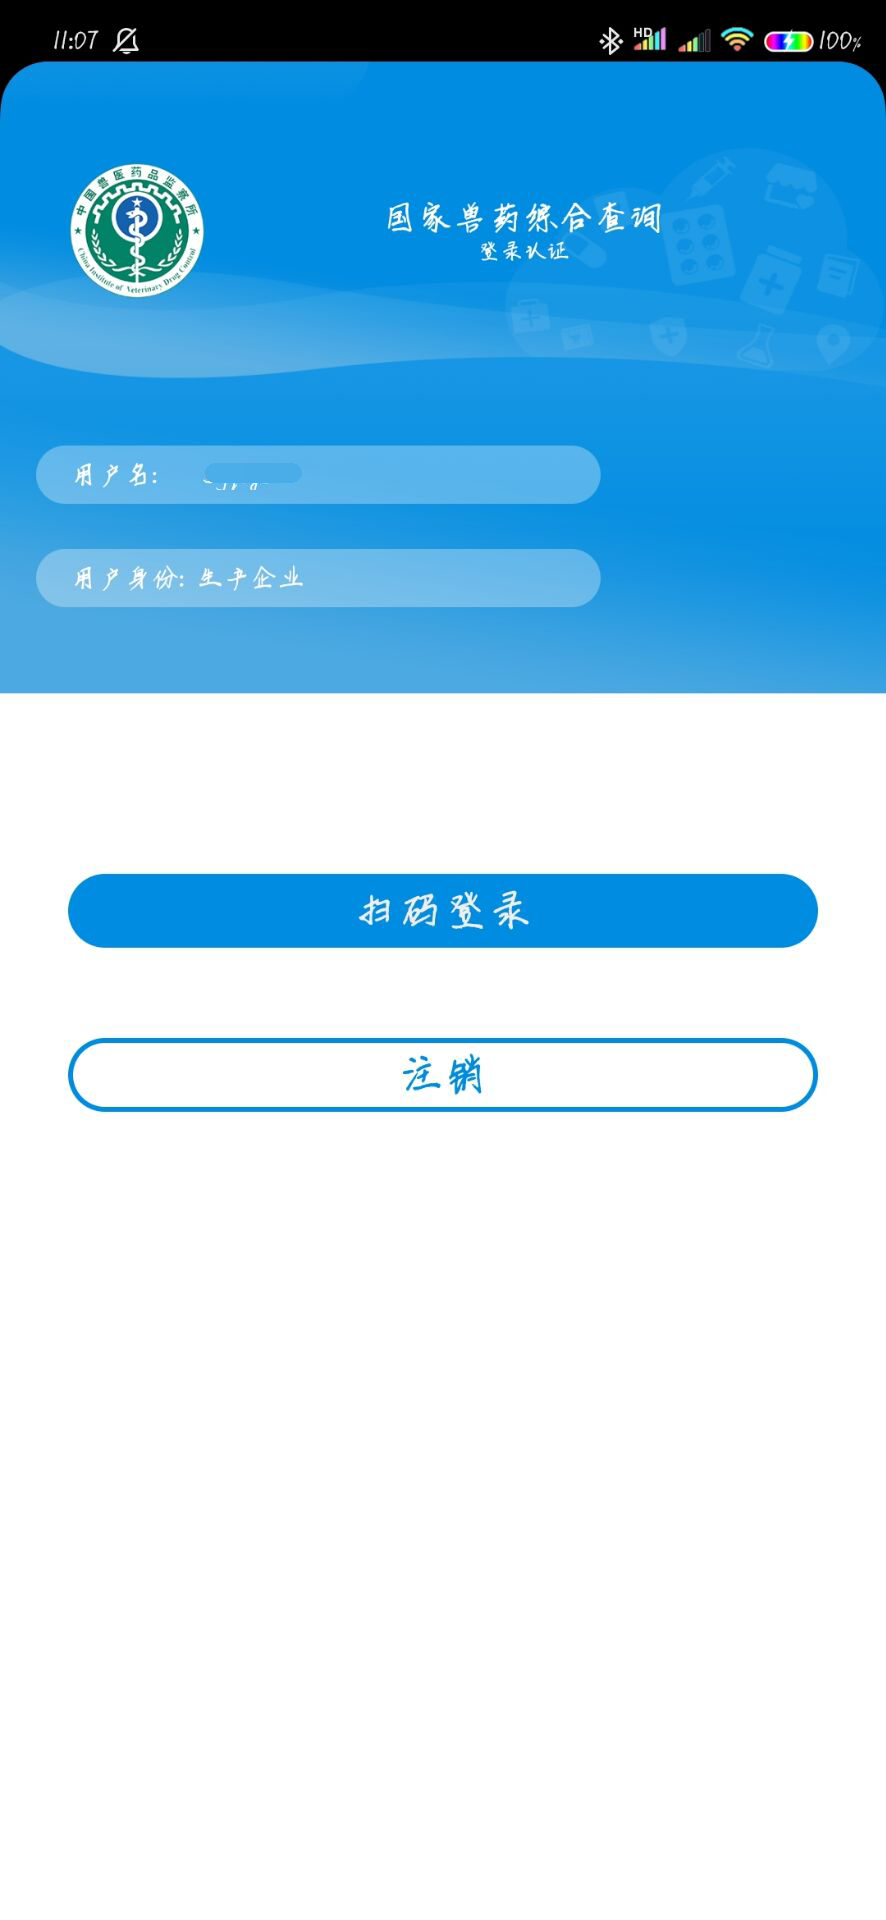 11:07
HD
100%
中国兽医药品监察所
China Institute of Veterinary Drug Control
国家兽药综合查询
登录认证
用户名:
用户身份: 生产企业
扫码登录
注销